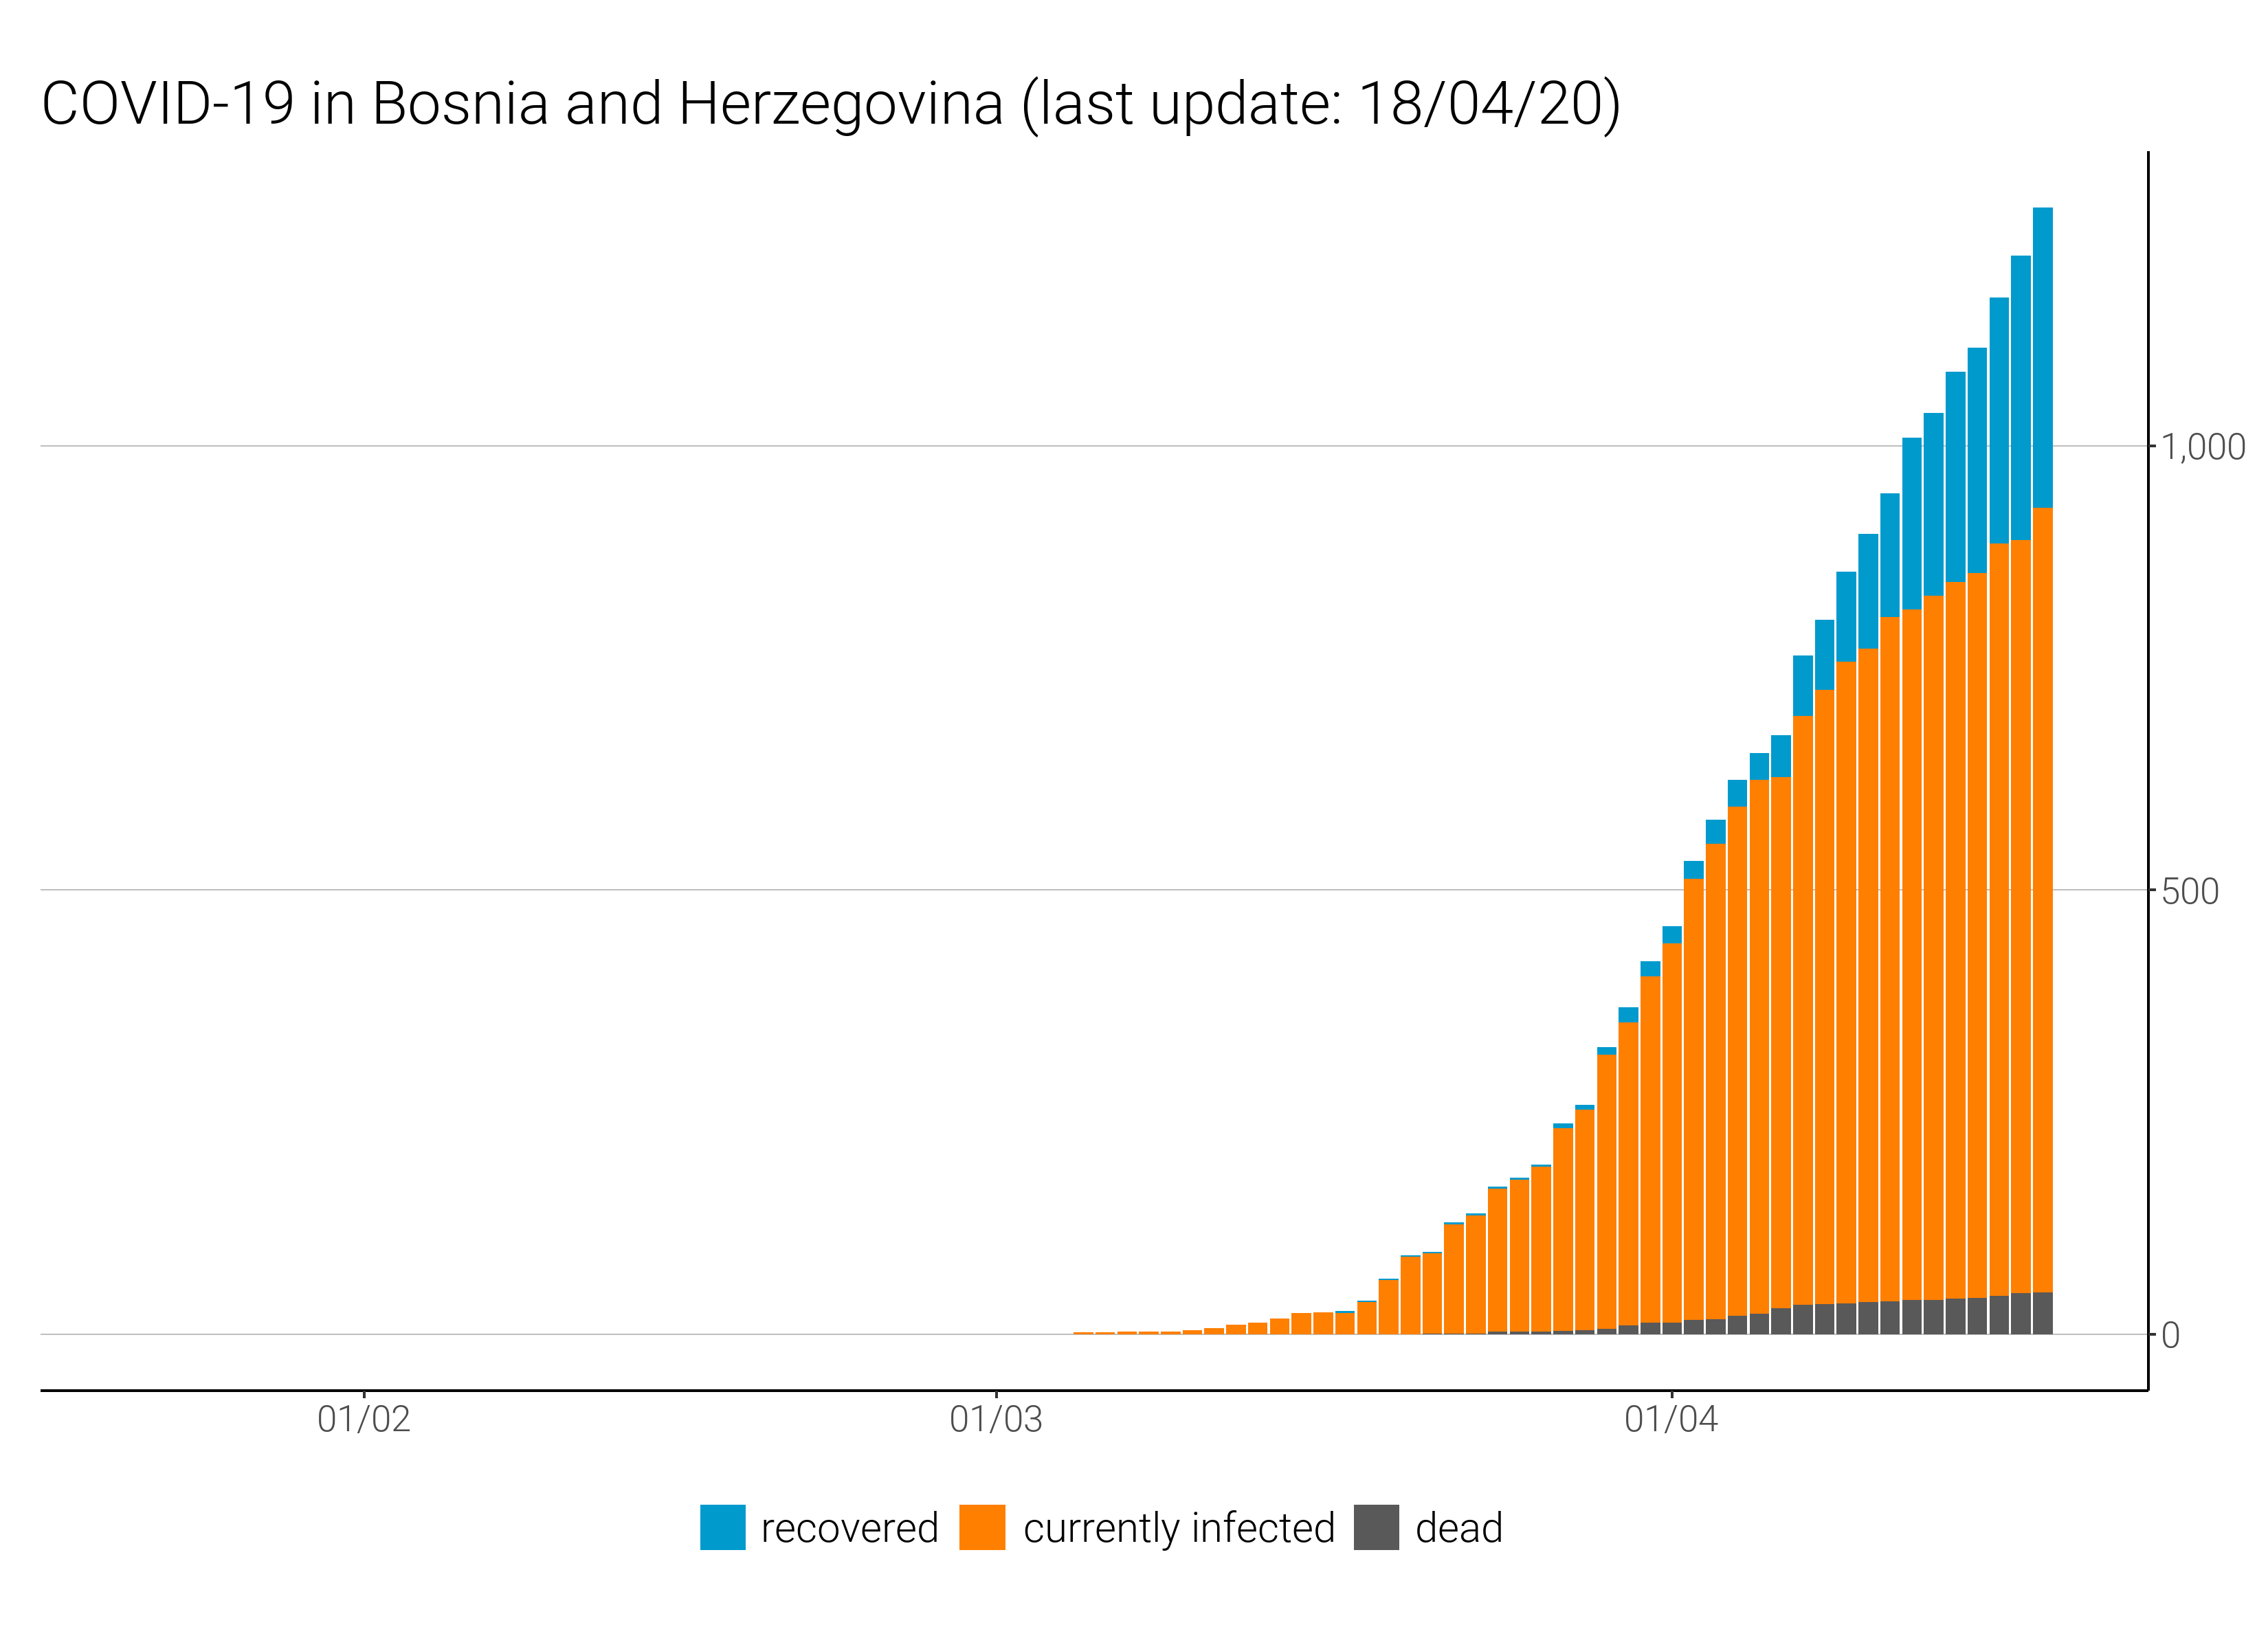 COVID-19 in Bosnia and Herzegovina (last update: 18/04/20)
1,000
500
0
01/02 01/03 01/04
recovered currently infected dead